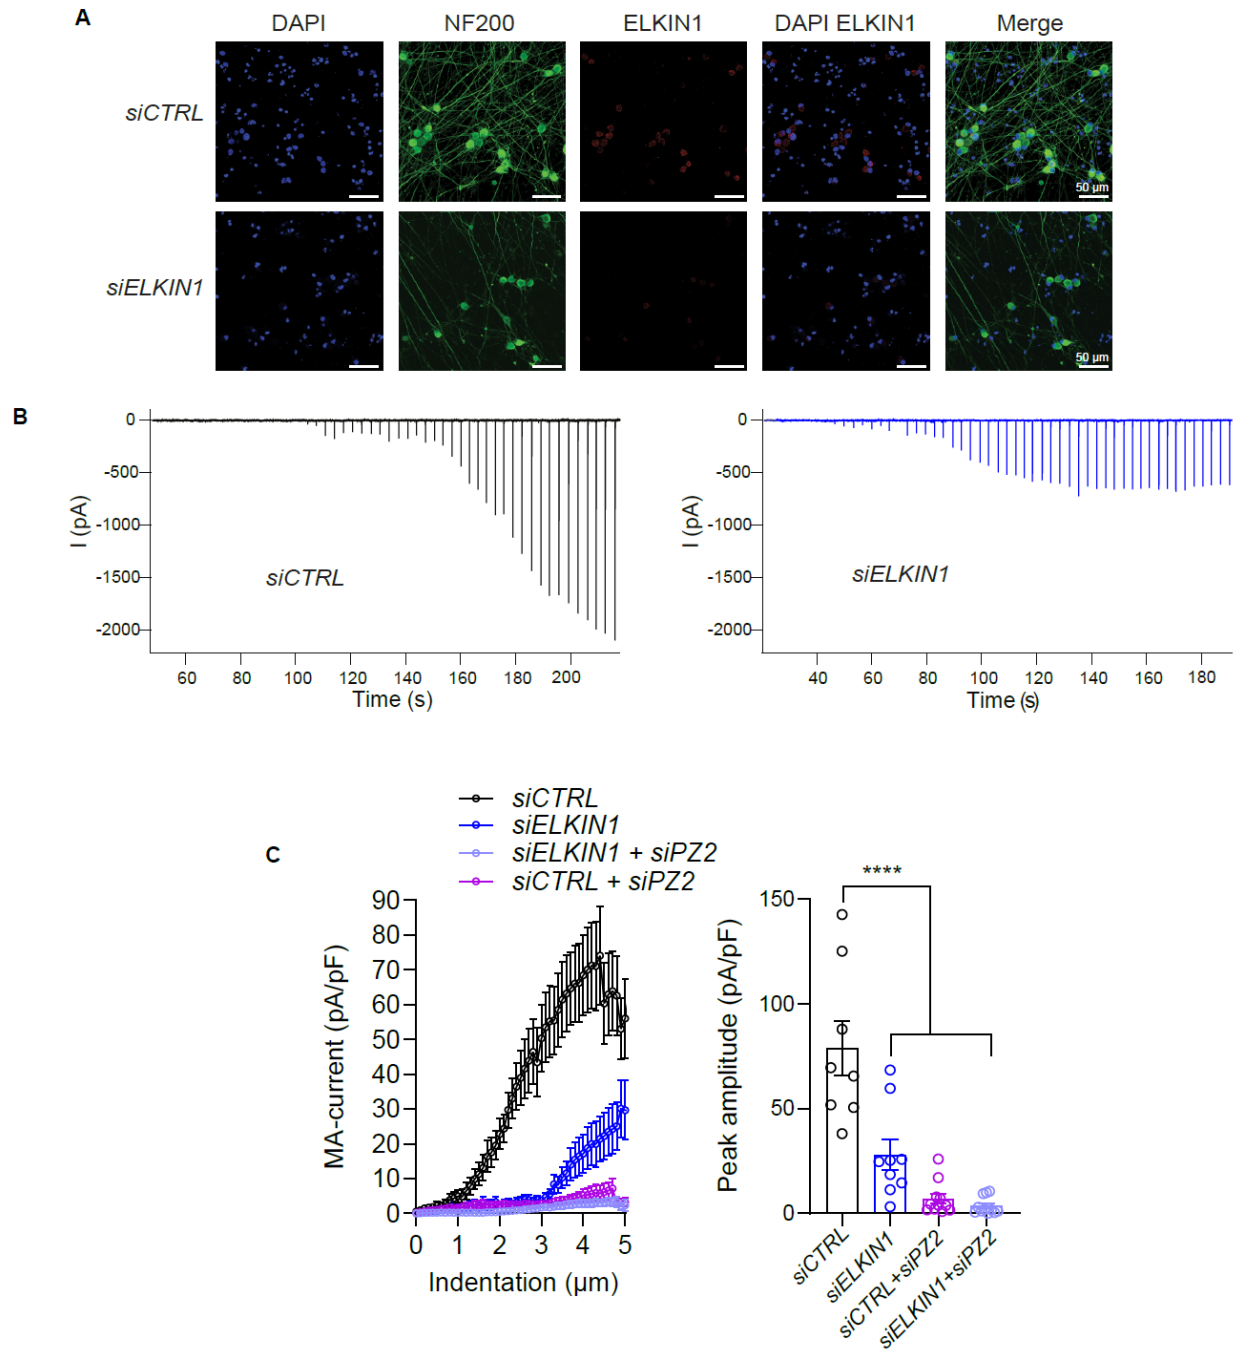 A
DAPI NF200 ELKIN1 DAPI ELKIN1 Merge
siCTRL
50 µm
siELKIN1
50 µm
B
0
-500
-1000
-1500
-2000
I (pA)
siCTRL
60 80 100 120 140 160 180 200
Time (s)
0
-500
-1000
-1500
-2000
I (pA)
siELKIN1
40 60 80 100 120 140 160 180
Time (s)
C
siCTRL
siELKIN1
siELKIN1 + siPZ2
siCTRL + siPZ2
90
80
70
60
50
40
30
20
10
0
MA-current (pA/pF)
0 1 2 3 4 5
Indentation (µm)
****
150
100
50
0
Peak amplitude (pA/pF)
siCTRL
siELKIN1
siCTRL+siPZ2
siELKIN1+siPZ2